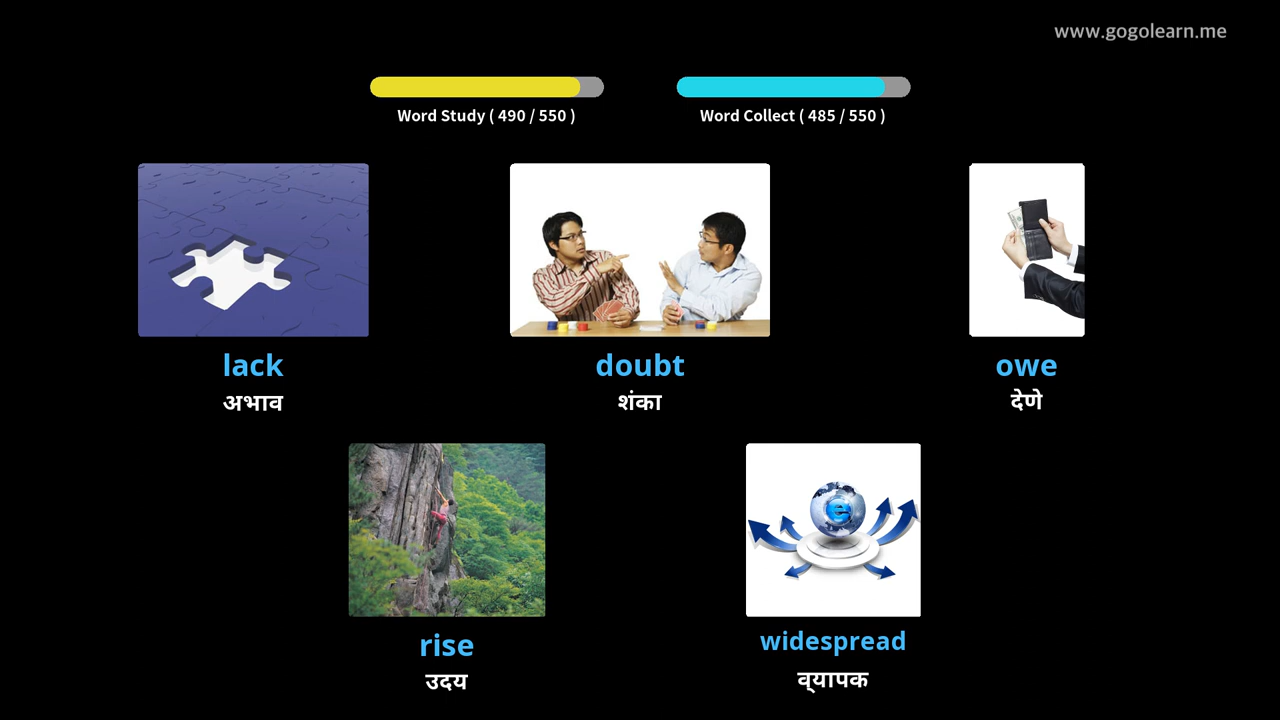 www.gogolearn.me
Word Study ( 490 / 550 )
Word Collect ( 485 / 550 )
lack
अभाव
doubt
शंका
owe
देणे
rise
उदय
e
widespread
व्यापक